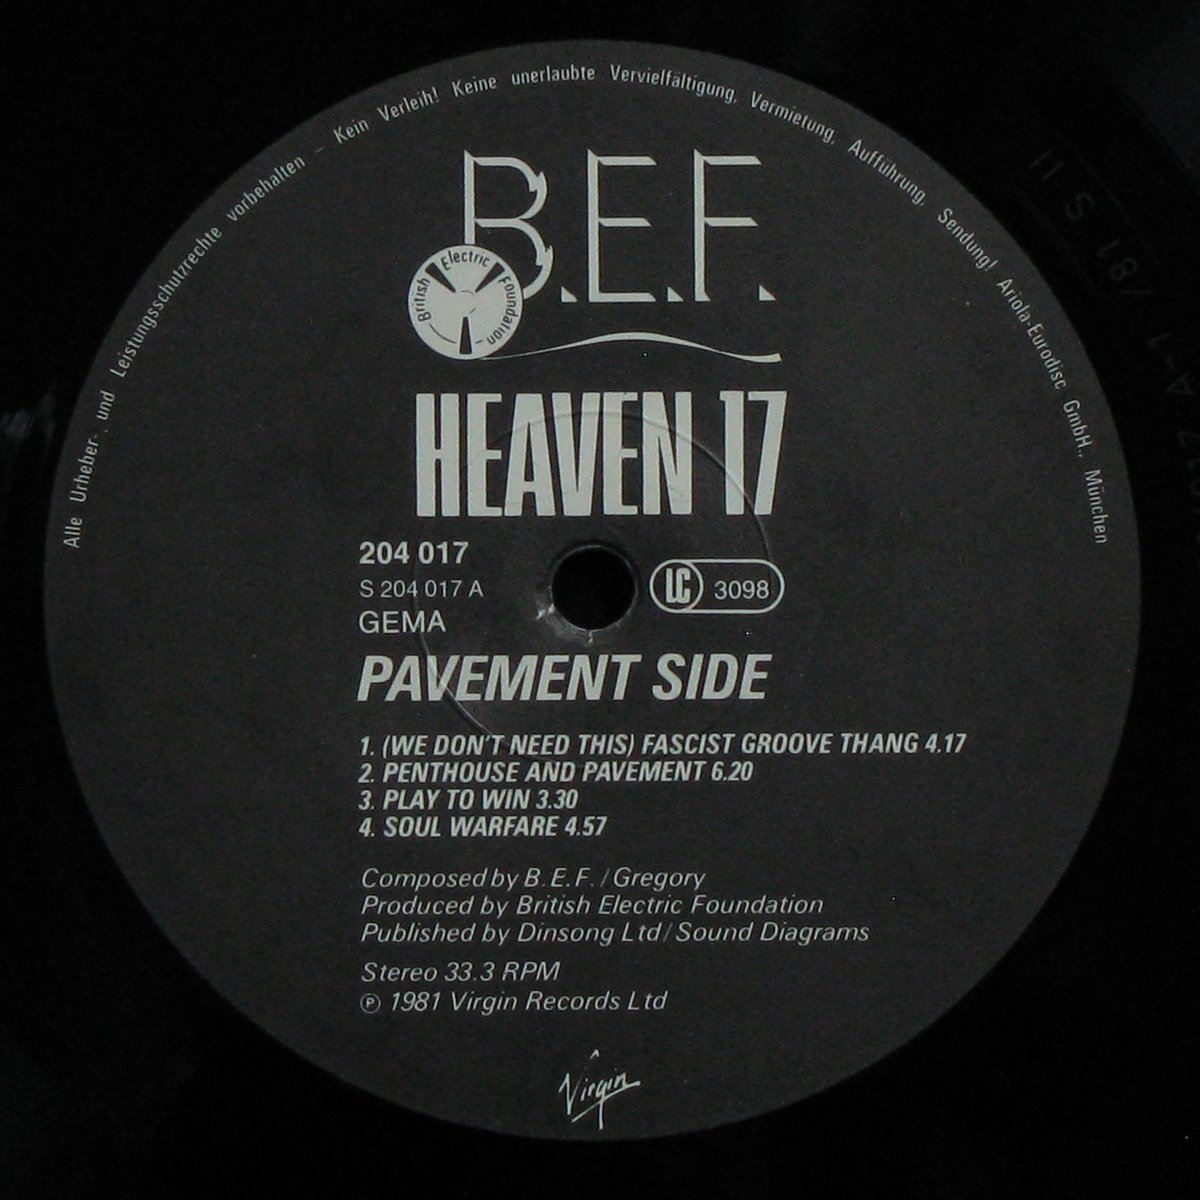 Alle Urheber- und Leistungsschutzrechte vorbehalten – Kein Verleih! Keine unerlaubte Vervielfältigung, Vermietung, Aufführung, Sendung! Ariola-Eurodisc GmbH., München
B.E.F.
British Electric Foundation –
HEAVEN 17
204 017
S 204 017 A
GEMA
LC 3098
PAVEMENT SIDE
1. (WE DON'T NEED THIS) FASCIST GROOVE THANG 4.17
2. PENTHOUSE AND PAVEMENT 6.20
3. PLAY TO WIN 3.30
4. SOUL WARFARE 4.57
Composed by B.E.F./Gregory
Produced by British Electric Foundation
Published by Dinsong Ltd/Sound Diagrams
Stereo 33.3 RPM
℗ 1981 Virgin Records Ltd
Virgin